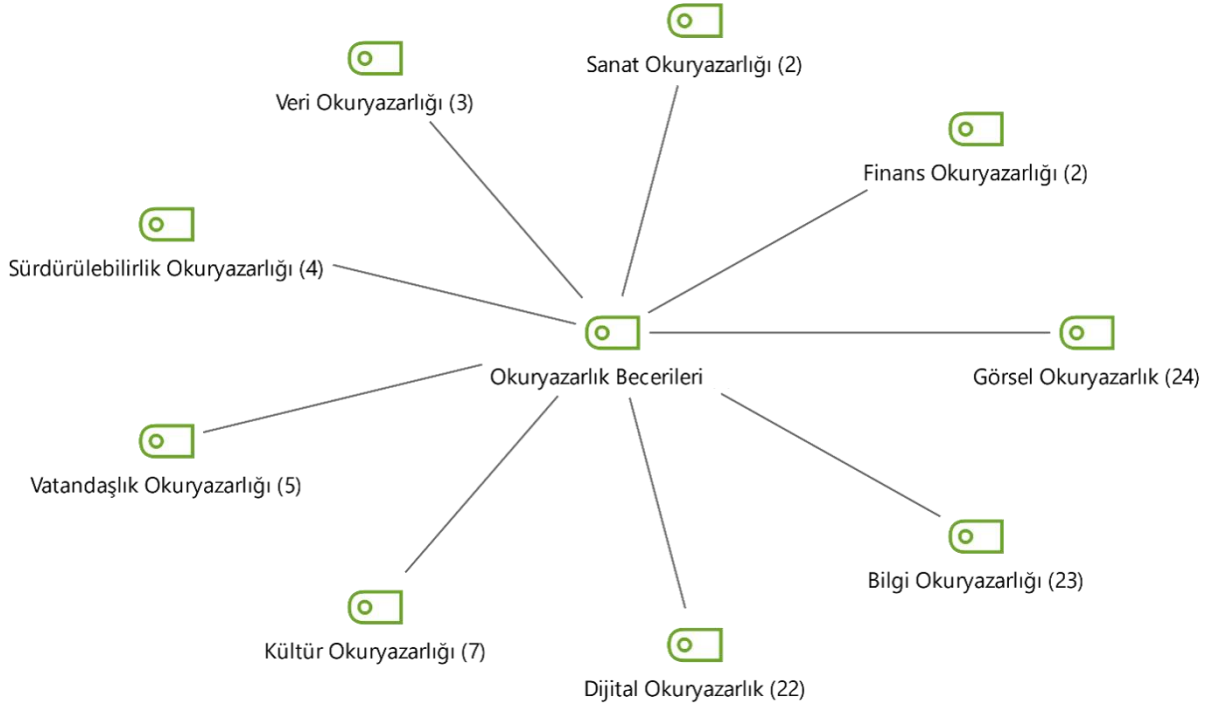 Sanat Okuryazarlığı (2)
Veri Okuryazarlığı (3)
Finans Okuryazarlığı (2)
Sürdürülebilirlik Okuryazarlığı (4)
Okuryazarlık Becerileri
Görsel Okuryazarlık (24)
Vatandaşlık Okuryazarlığı (5)
Bilgi Okuryazarlığı (23)
Kültür Okuryazarlığı (7)
Dijital Okuryazarlık (22)